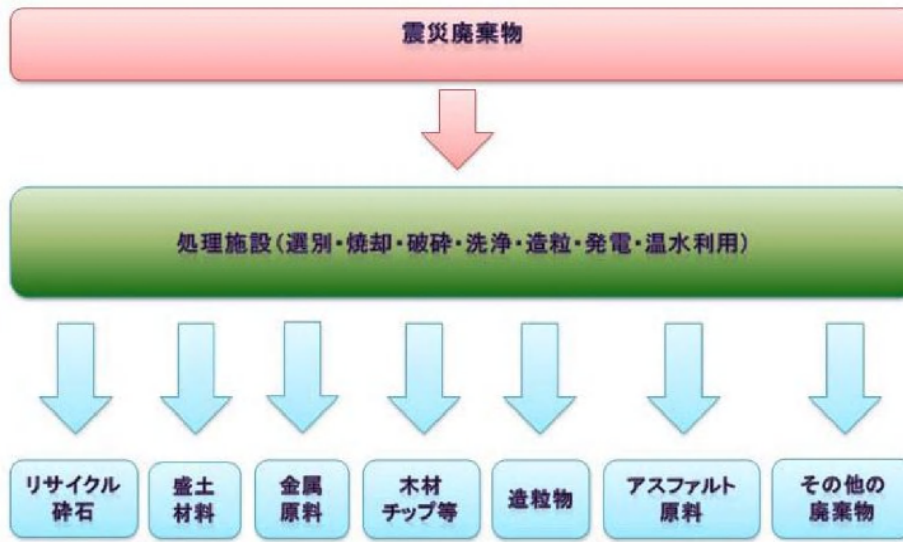 震災廃棄物
処理施設(選別・焼却・破砕・洗浄・造粒・発電・温水利用)
リサイクル
砕石
盛土
材料
金属
原料
木材
チップ等
造粒物
アスファルト
原料
その他の
廃棄物